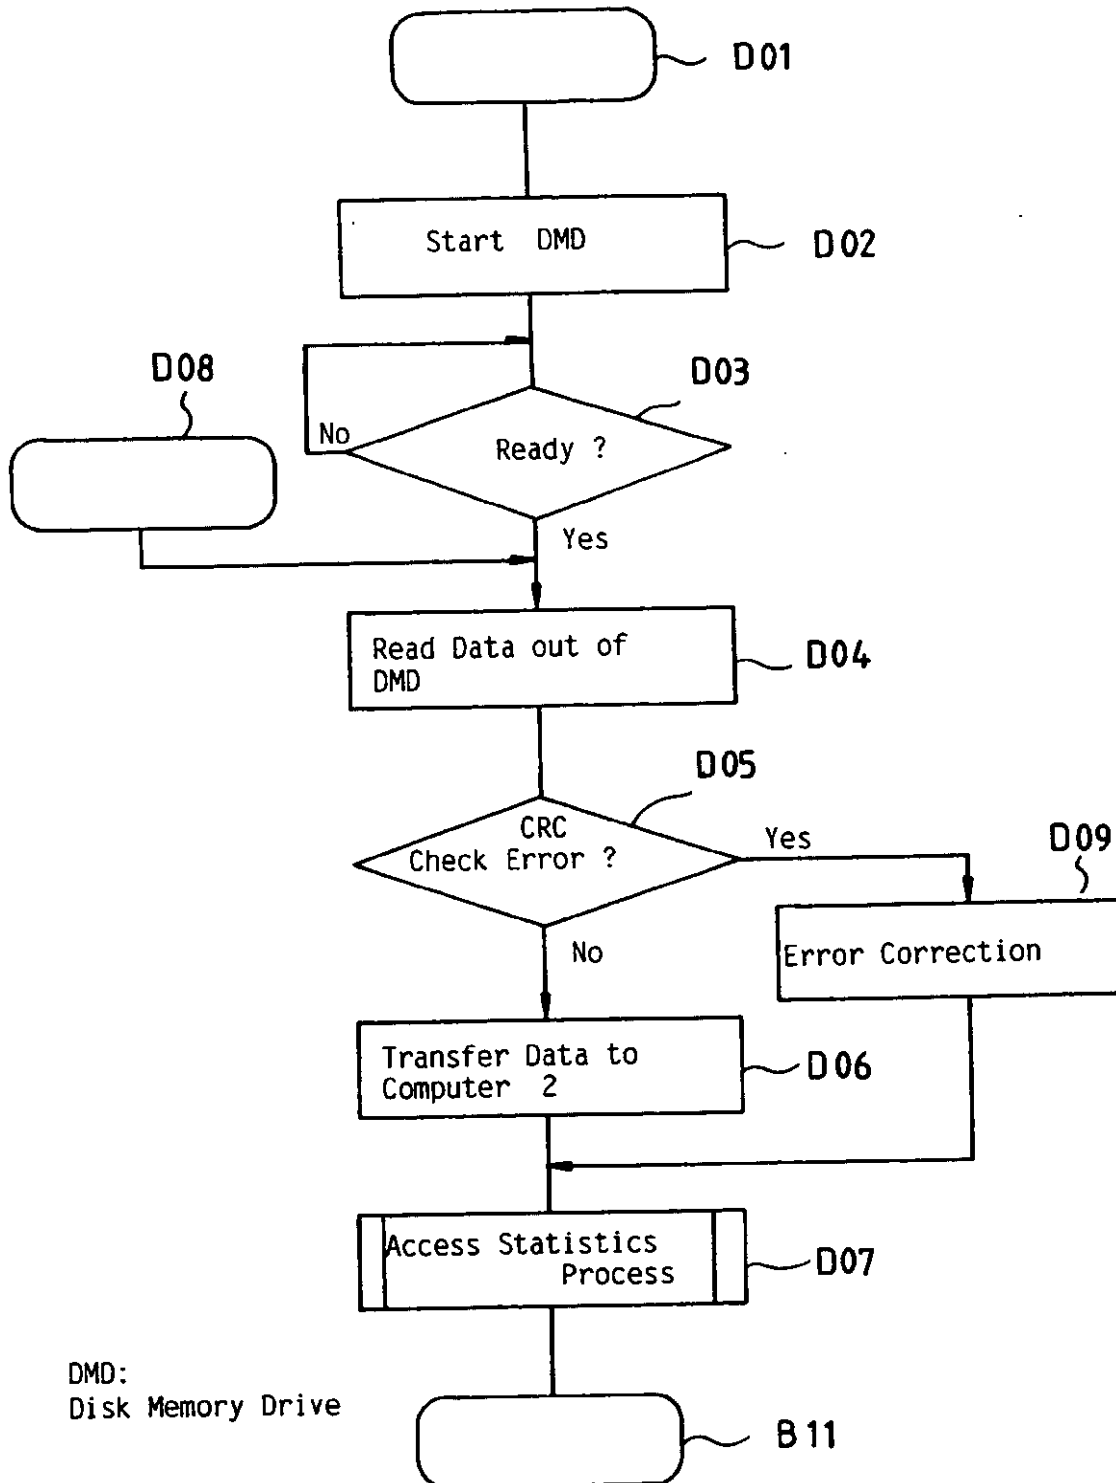 D01
Start DMD
D02
D08
D03
No
Ready ?
Yes
Read Data out of
DMD
D04
D05
CRC
Check Error ?
Yes
D09
No
Error Correction
Transfer Data to
Computer 2
D06
Access Statistics
Process
D07
DMD:
Disk Memory Drive
B11